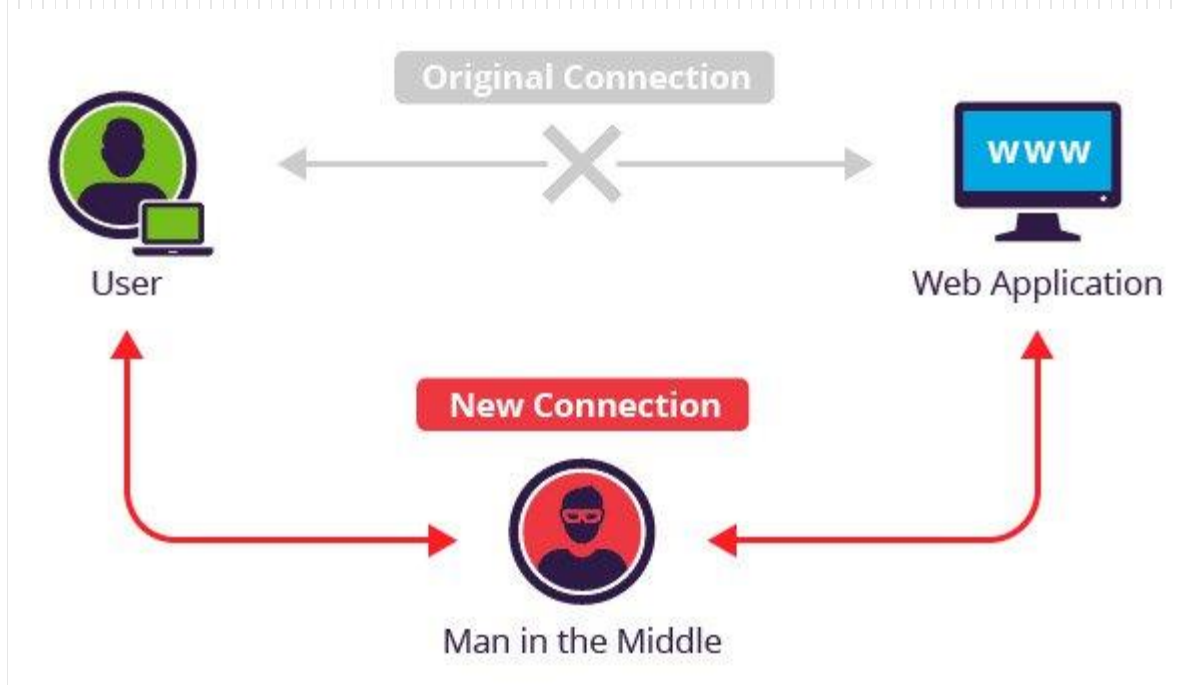 Original Connection
www
User
Web Application
New Connection
Man in the Middle